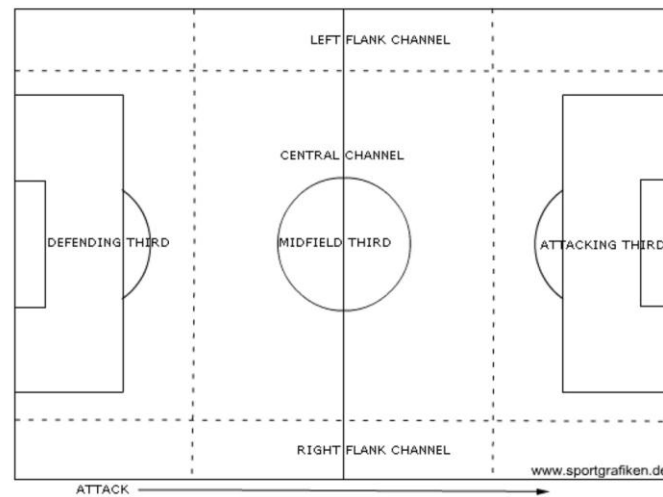 LEFT FLANK CHANNEL
CENTRAL CHANNEL
DEFENDING THIRD
MIDFIELD THIRD
ATTACKING THIRD
RIGHT FLANK CHANNEL
www.sportgrafiken.de
ATTACK